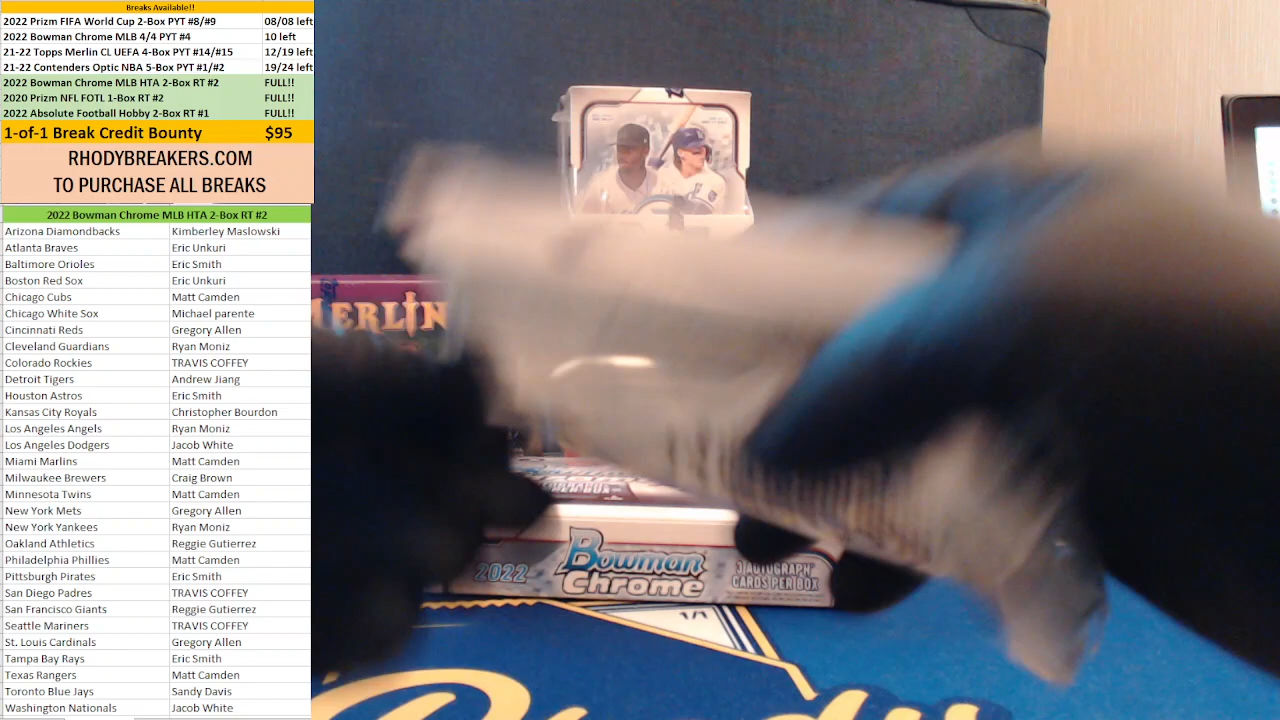 Breaks Available!!
2022 Prizm FIFA World Cup 2-Box PYT #8/#9 08/08 left
2022 Bowman Chrome MLB 4/4 PYT #4 10 left
21-22 Topps Merlin CL UEFA 4-Box PYT #14/#15 12/19 left
21-22 Contenders Optic NBA 5-Box PYT #1/#2 19/24 left
2022 Bowman Chrome MLB HTA 2-Box RT #2 FULL!!
2020 Prizm NFL FOTL 1-Box RT #2 FULL!!
2022 Absolute Football Hobby 2-Box RT #1 FULL!!
1-of-1 Break Credit Bounty $95
RHODYBREAKERS.COM
TO PURCHASE ALL BREAKS
2022 Bowman Chrome MLB HTA 2-Box RT #2
Arizona Diamondbacks Kimberley Maslowski
Atlanta Braves Eric Unkuri
Baltimore Orioles Eric Smith
Boston Red Sox Eric Unkuri
Chicago Cubs Matt Camden
Chicago White Sox Michael parente
Cincinnati Reds Gregory Allen
Cleveland Guardians Ryan Moniz
Colorado Rockies TRAVIS COFFEY
Detroit Tigers Andrew Jiang
Houston Astros Eric Smith
Kansas City Royals Christopher Bourdon
Los Angeles Angels Ryan Moniz
Los Angeles Dodgers Jacob White
Miami Marlins Matt Camden
Milwaukee Brewers Craig Brown
Minnesota Twins Matt Camden
New York Mets Gregory Allen
New York Yankees Ryan Moniz
Oakland Athletics Reggie Gutierrez
Philadelphia Phillies Matt Camden
Pittsburgh Pirates Eric Smith
San Diego Padres TRAVIS COFFEY
San Francisco Giants Reggie Gutierrez
Seattle Mariners TRAVIS COFFEY
St. Louis Cardinals Gregory Allen
Tampa Bay Rays Eric Smith
Texas Rangers Matt Camden
Toronto Blue Jays Sandy Davis
Washington Nationals Jacob White
MERLIN
2022 Bowman Chrome
3 AUTOGRAPH
CARDS PER BOX
1/1